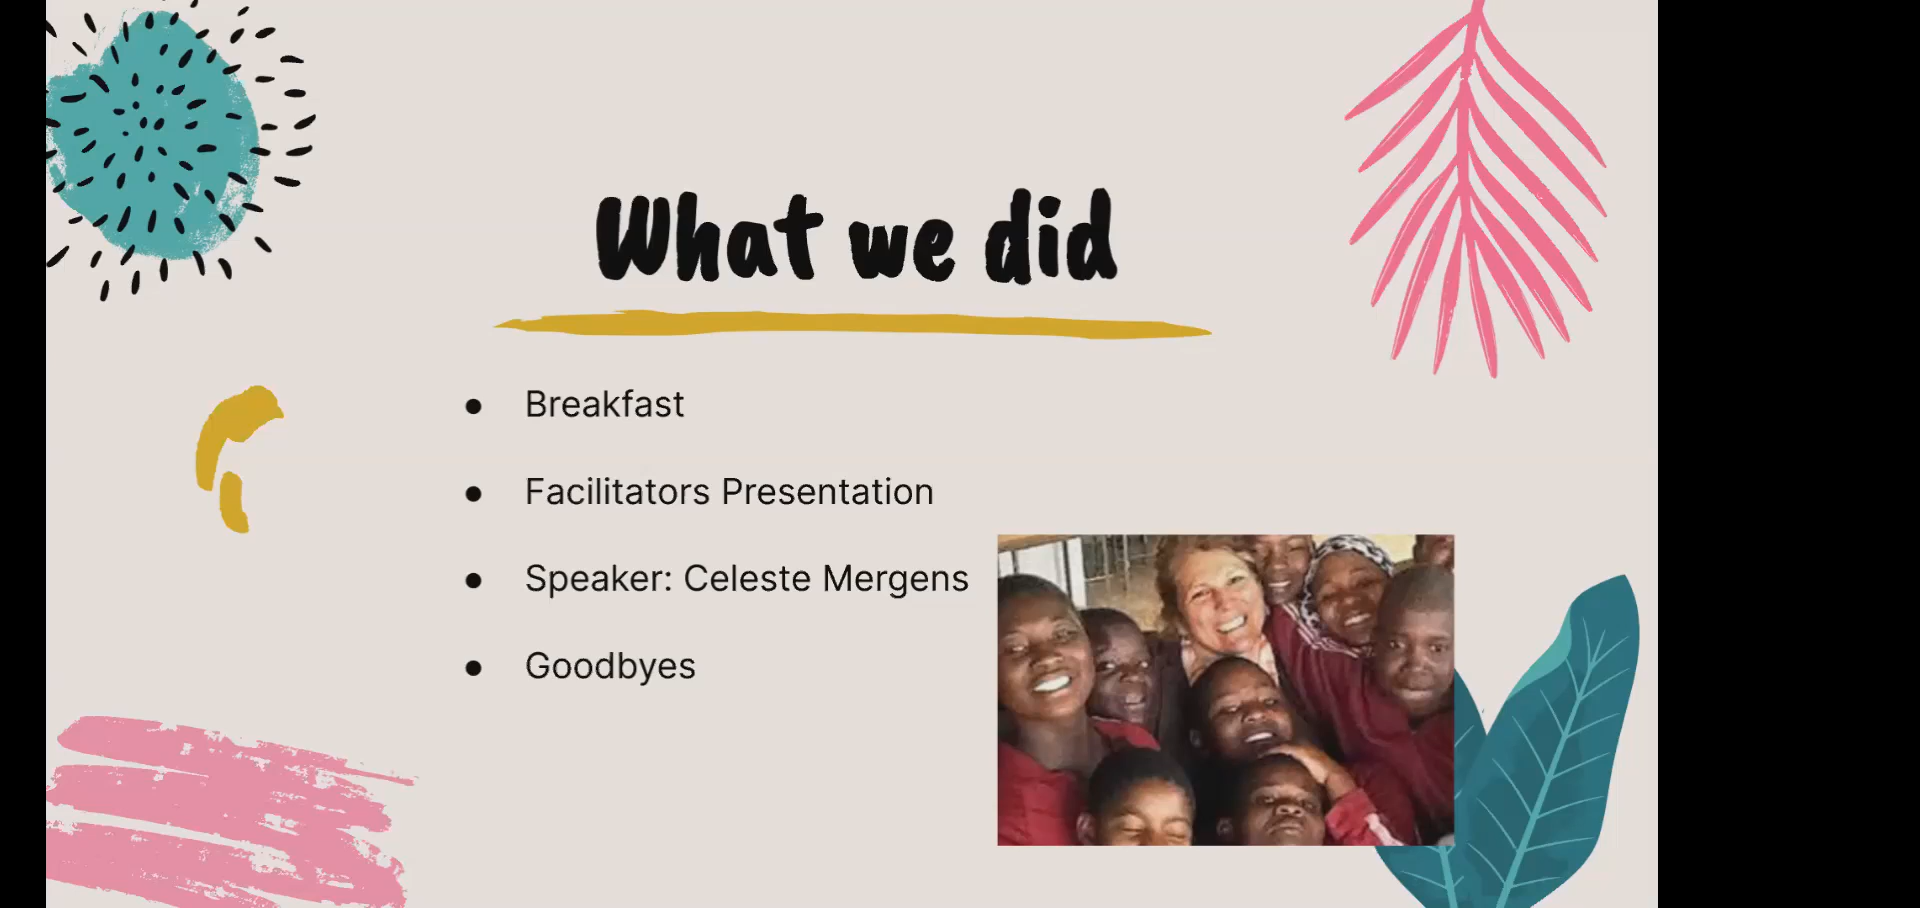 What we did
● Breakfast
● Facilitators Presentation
● Speaker: Celeste Mergens
● Goodbyes